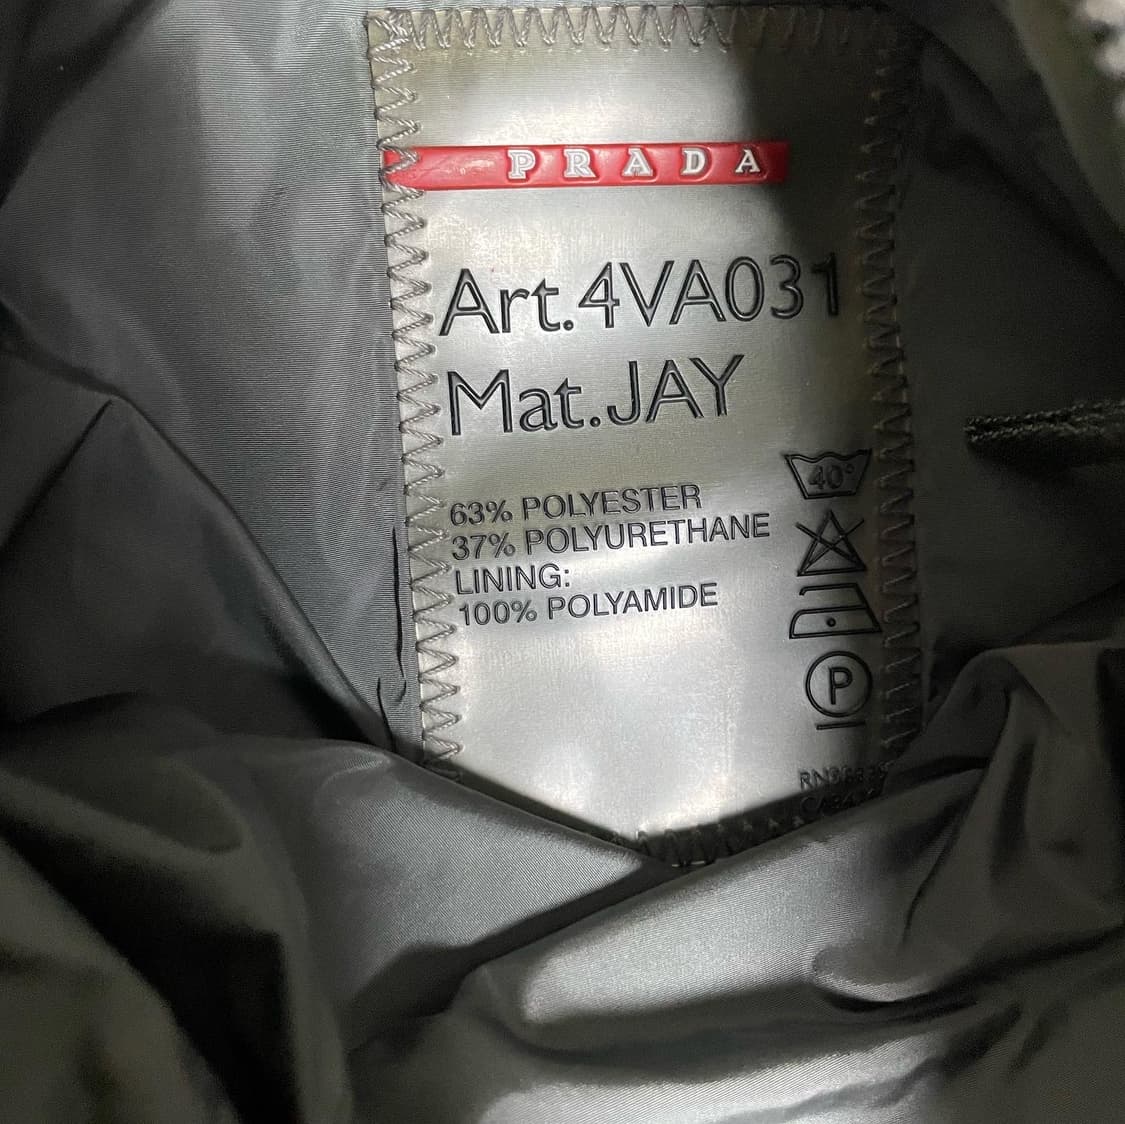 PRADA
Art.4VA031
Mat.JAY
40°
63% POLYESTER
37% POLYURETHANE
LINING:
100% POLYAMIDE
P